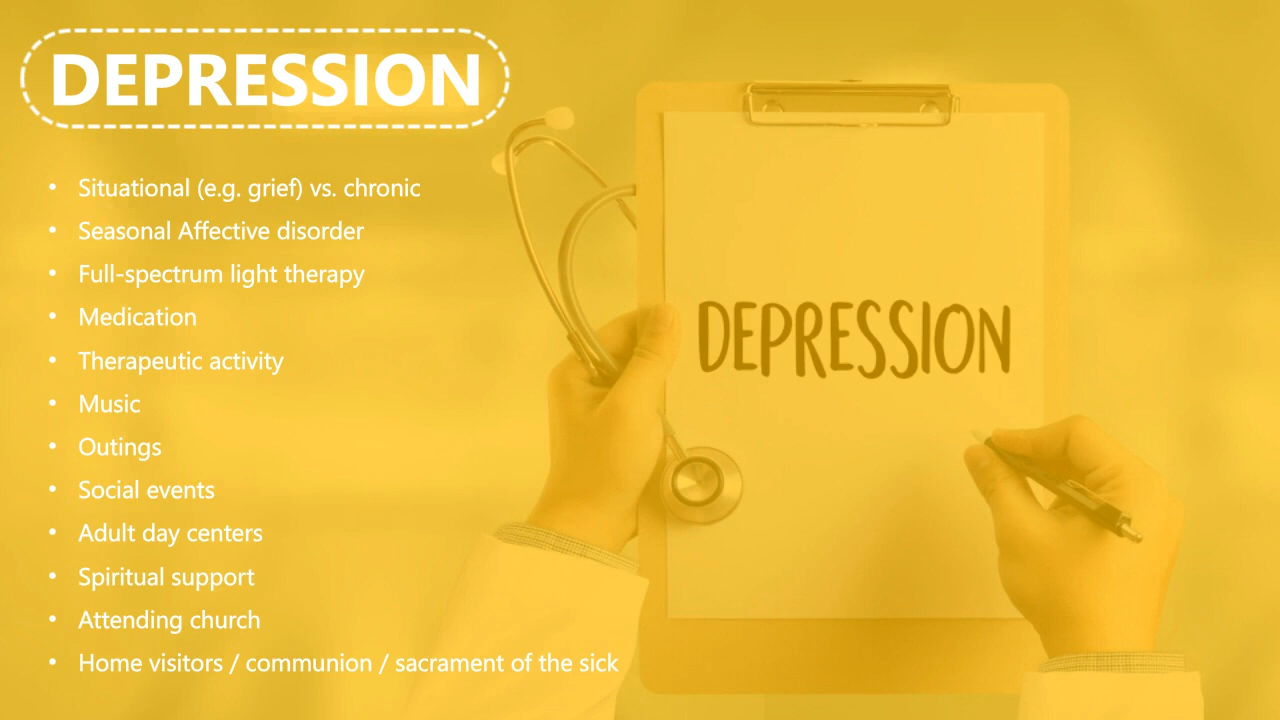 DEPRESSION
• Situational (e.g. grief) vs. chronic
• Seasonal Affective disorder
• Full-spectrum light therapy
• Medication
• Therapeutic activity
• Music
• Outings
• Social events
• Adult day centers
• Spiritual support
• Attending church
• Home visitors / communion / sacrament of the sick
DEPRESSION